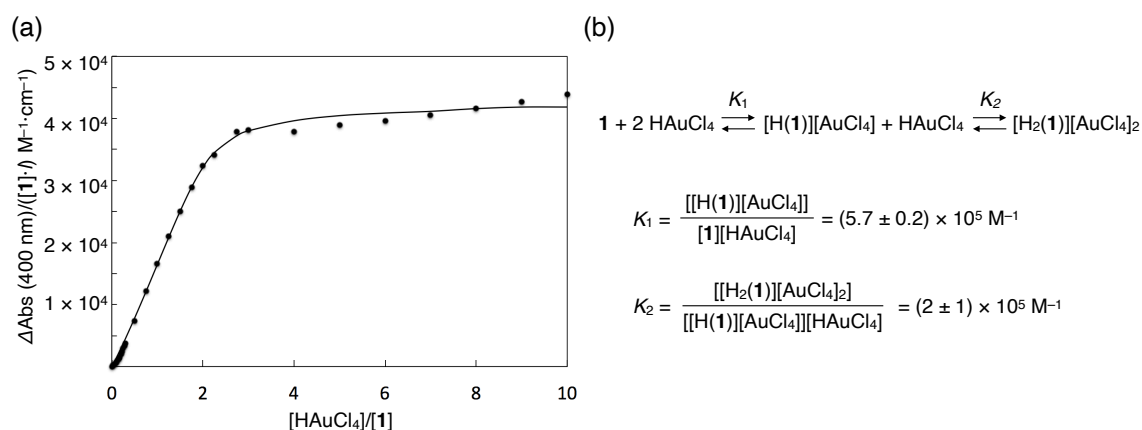 (a)
ΔAbs (400 nm)/([1]·l) M⁻¹·cm⁻¹)
5 × 10⁴
4 × 10⁴
3 × 10⁴
2 × 10⁴
1 × 10⁴
0 2 4 6 8 10
[HAuCl₄]/[1]
(b)
1 + 2 HAuCl₄ ⇌ [H(1)][AuCl₄] + HAuCl₄ ⇌ [H₂(1)][AuCl₄]₂
K₁ K₂
K₁ = [[H(1)][AuCl₄]] / [1][HAuCl₄] = (5.7 ± 0.2) × 10⁵ M⁻¹
K₂ = [[H₂(1)][AuCl₄]₂] / [[H(1)][AuCl₄]][HAuCl₄] = (2 ± 1) × 10⁵ M⁻¹